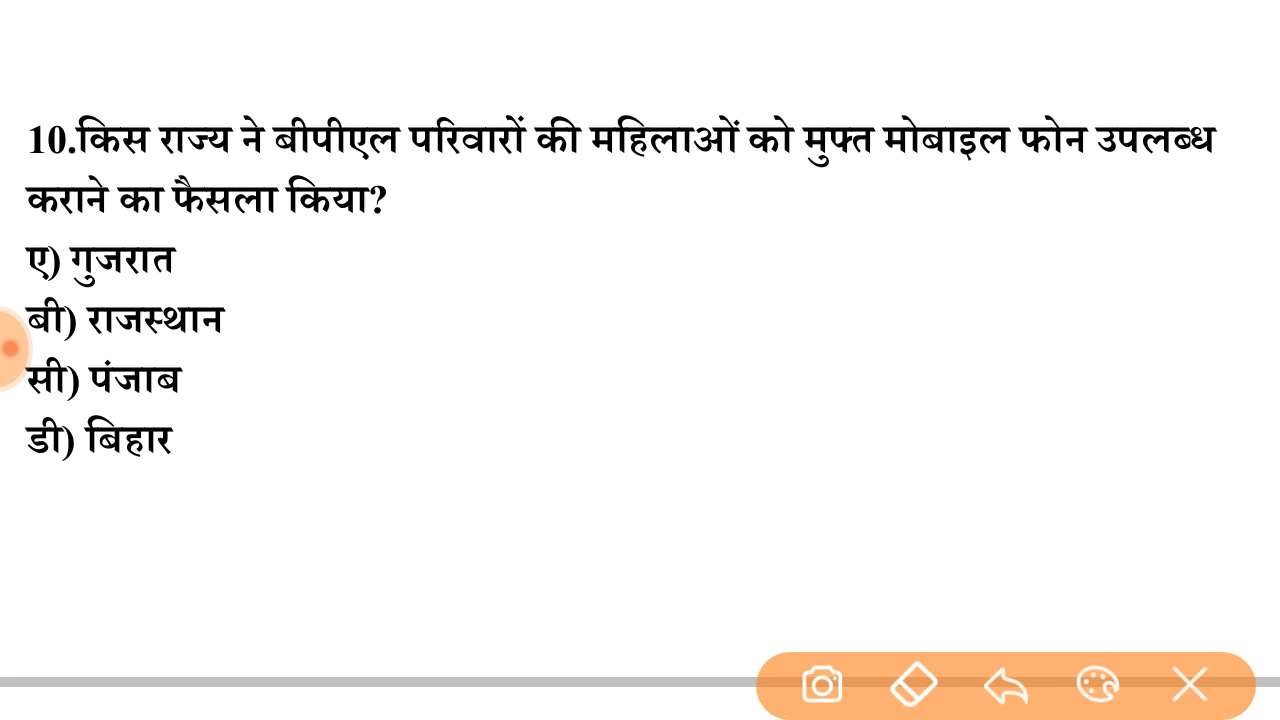 10.किस राज्य ने बीपीएल परिवारों की महिलाओं को मुफ्त मोबाइल फोन उपलब्ध
कराने का फैसला किया?
ए) गुजरात
बी) राजस्थान
सी) पंजाब
डी) बिहार